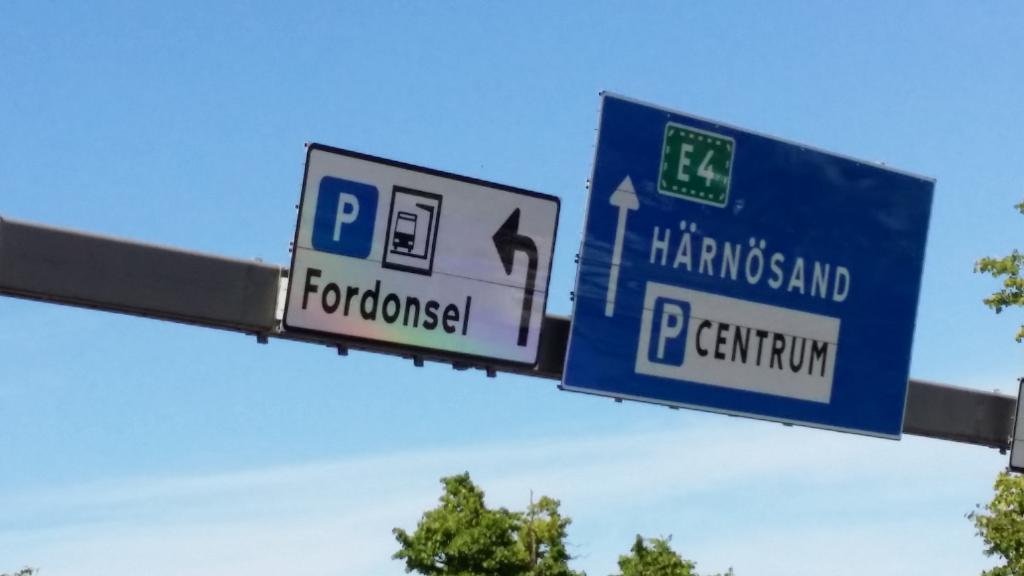 P
Fordonsel
E4
HÄRNÖSAND
P CENTRUM